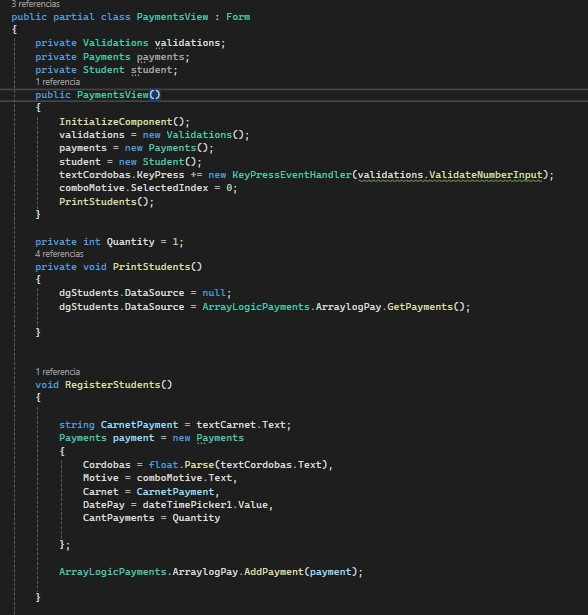 3 referencias
public partial class PaymentsView : Form
{
private Validations validations;
private Payments payments;
private Student student;
1 referencia
public PaymentsView()
{
InitializeComponent();
validations = new Validations();
payments = new Payments();
student = new Student();
textCordobas.KeyPress += new KeyPressEventHandler(validations.ValidateNumberInput);
comboMotive.SelectedIndex = 0;
PrintStudents();
}
private int Quantity = 1;
4 referencias
private void PrintStudents()
{
dgStudents.DataSource = null;
dgStudents.DataSource = ArrayLogicPayments.ArraylogPay.GetPayments();
}
1 referencia
void RegisterStudents()
{
string CarnetPayment = textCarnet.Text;
Payments payment = new Payments
{
Cordobas = float.Parse(textCordobas.Text),
Motive = comboMotive.Text,
Carnet = CarnetPayment,
DatePay = dateTimePicker1.Value,
CantPayments = Quantity
};
ArrayLogicPayments.ArraylogPay.AddPayment(payment);
}